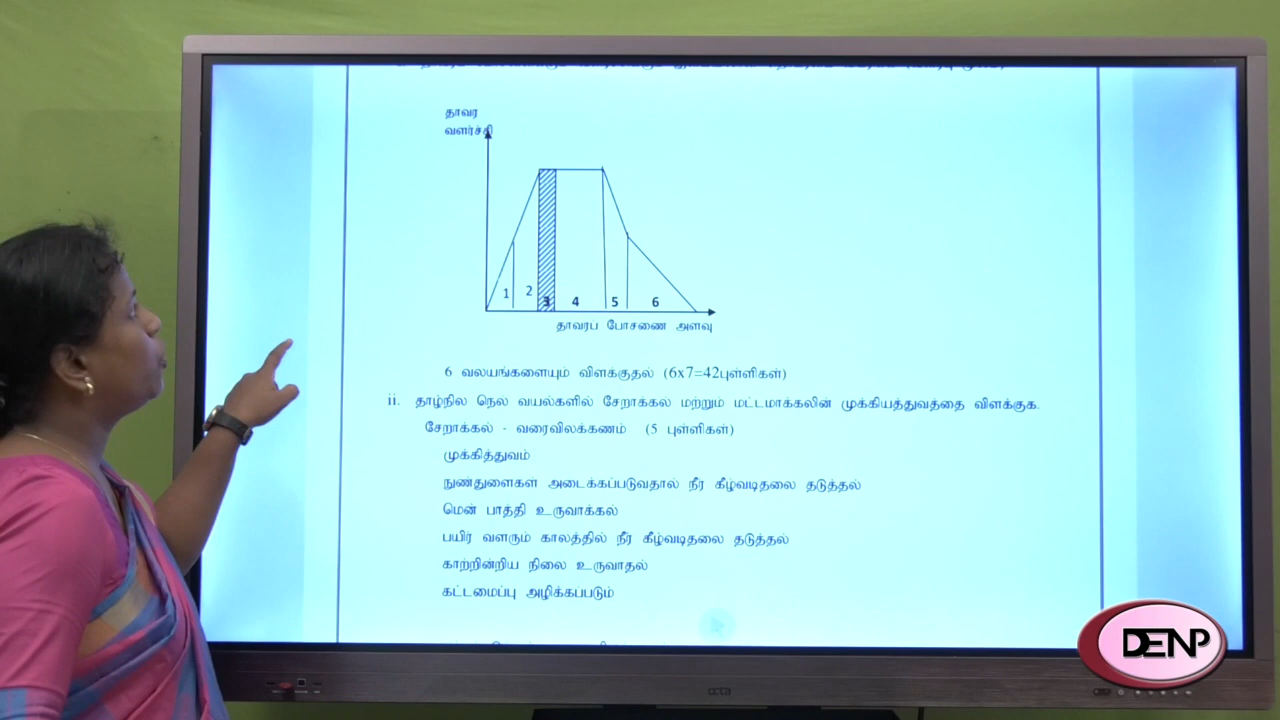 தாவர
வளர்ச்சி
1 2 3 4 5 6
தாவரப் போசணை அளவு
6 வலயங்களையும் விளக்குதல் (6x7=42புள்ளிகள்)
ii. தாழ்நில நெல் வயல்களில் சேறாக்கல் மற்றும் மட்டமாக்கலின் முக்கியத்துவத்தை விளக்குக.
சேறாக்கல் - வரைவிலக்கணம் (5 புள்ளிகள்)
முக்கித்துவம்
நுண்துளைகள் அடைக்கப்படுவதால் நீர் கீழ்வடிதலை தடுத்தல்
மென் பாத்தி உருவாக்கல்
பயிர் வளரும் காலத்தில் நீர் கீழ்வடிதலை தடுத்தல்
காற்றின்றிய நிலை உருவாதல்
கட்டமைப்பு அழிக்கப்படும்
DENP